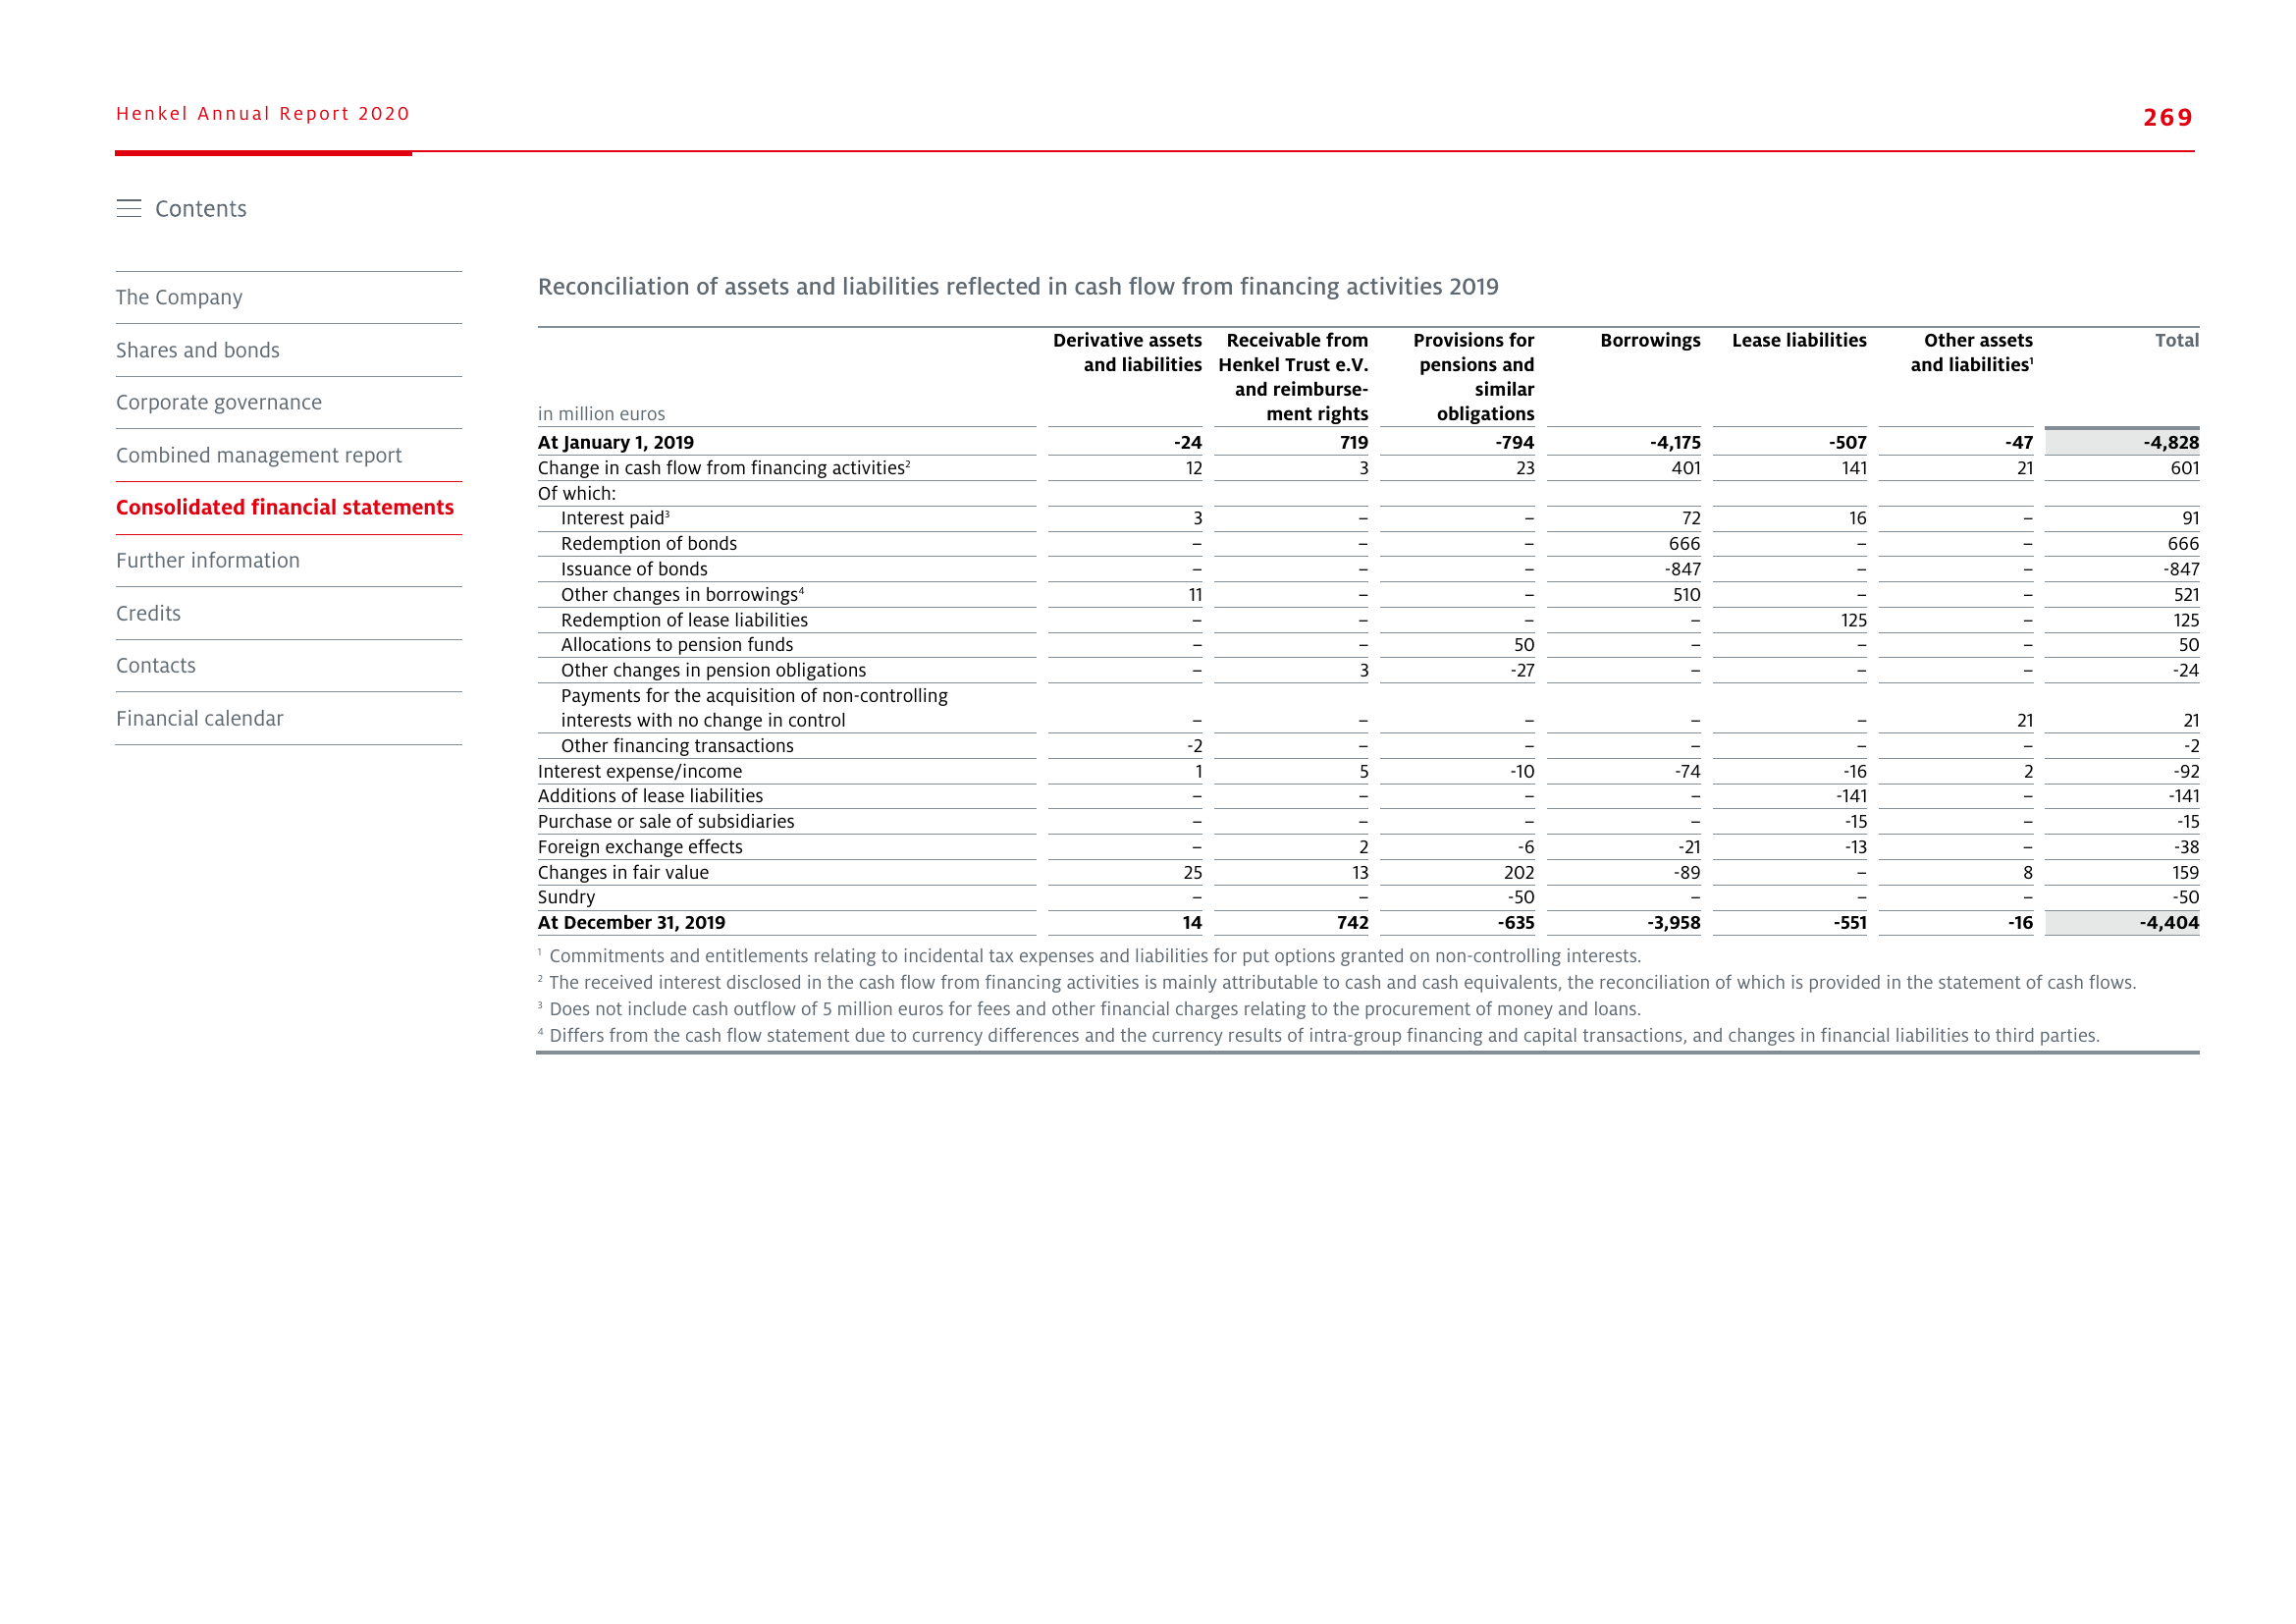 Henkel Annual Report 2020
269
Contents
The Company
Shares and bonds
Corporate governance
Combined management report
Consolidated financial statements
Further information
Credits
Contacts
Financial calendar
Reconciliation of assets and liabilities reflected in cash flow from financing activities 2019
in million euros Derivative assets and liabilities Receivable from Henkel Trust e.V. and reimburse-ment rights Provisions for pensions and similar obligations Borrowings Lease liabilities Other assets and liabilities¹ Total
At January 1, 2019 -24 719 -794 -4,175 -507 -47 -4,828
Change in cash flow from financing activities² 12 3 23 401 141 21 601
Of which:
Interest paid³ 3 – – 72 16 – 91
Redemption of bonds – – – 666 – – 666
Issuance of bonds – – – -847 – – -847
Other changes in borrowings⁴ 11 – – 510 – – 521
Redemption of lease liabilities – – – – 125 – 125
Allocations to pension funds – – 50 – – – 50
Other changes in pension obligations – 3 -27 – – – -24
Payments for the acquisition of non-controlling
interests with no change in control – – – – – 21 21
Other financing transactions -2 – – – – – -2
Interest expense/income 1 5 -10 -74 -16 2 -92
Additions of lease liabilities – – – – -141 – -141
Purchase or sale of subsidiaries – – – – -15 – -15
Foreign exchange effects – 2 -6 -21 -13 – -38
Changes in fair value 25 13 202 -89 – 8 159
Sundry – – -50 – – – -50
At December 31, 2019 14 742 -635 -3,958 -551 -16 -4,404
¹ Commitments and entitlements relating to incidental tax expenses and liabilities for put options granted on non-controlling interests.
² The received interest disclosed in the cash flow from financing activities is mainly attributable to cash and cash equivalents, the reconciliation of which is provided in the statement of cash flows.
³ Does not include cash outflow of 5 million euros for fees and other financial charges relating to the procurement of money and loans.
⁴ Differs from the cash flow statement due to currency differences and the currency results of intra-group financing and capital transactions, and changes in financial liabilities to third parties.